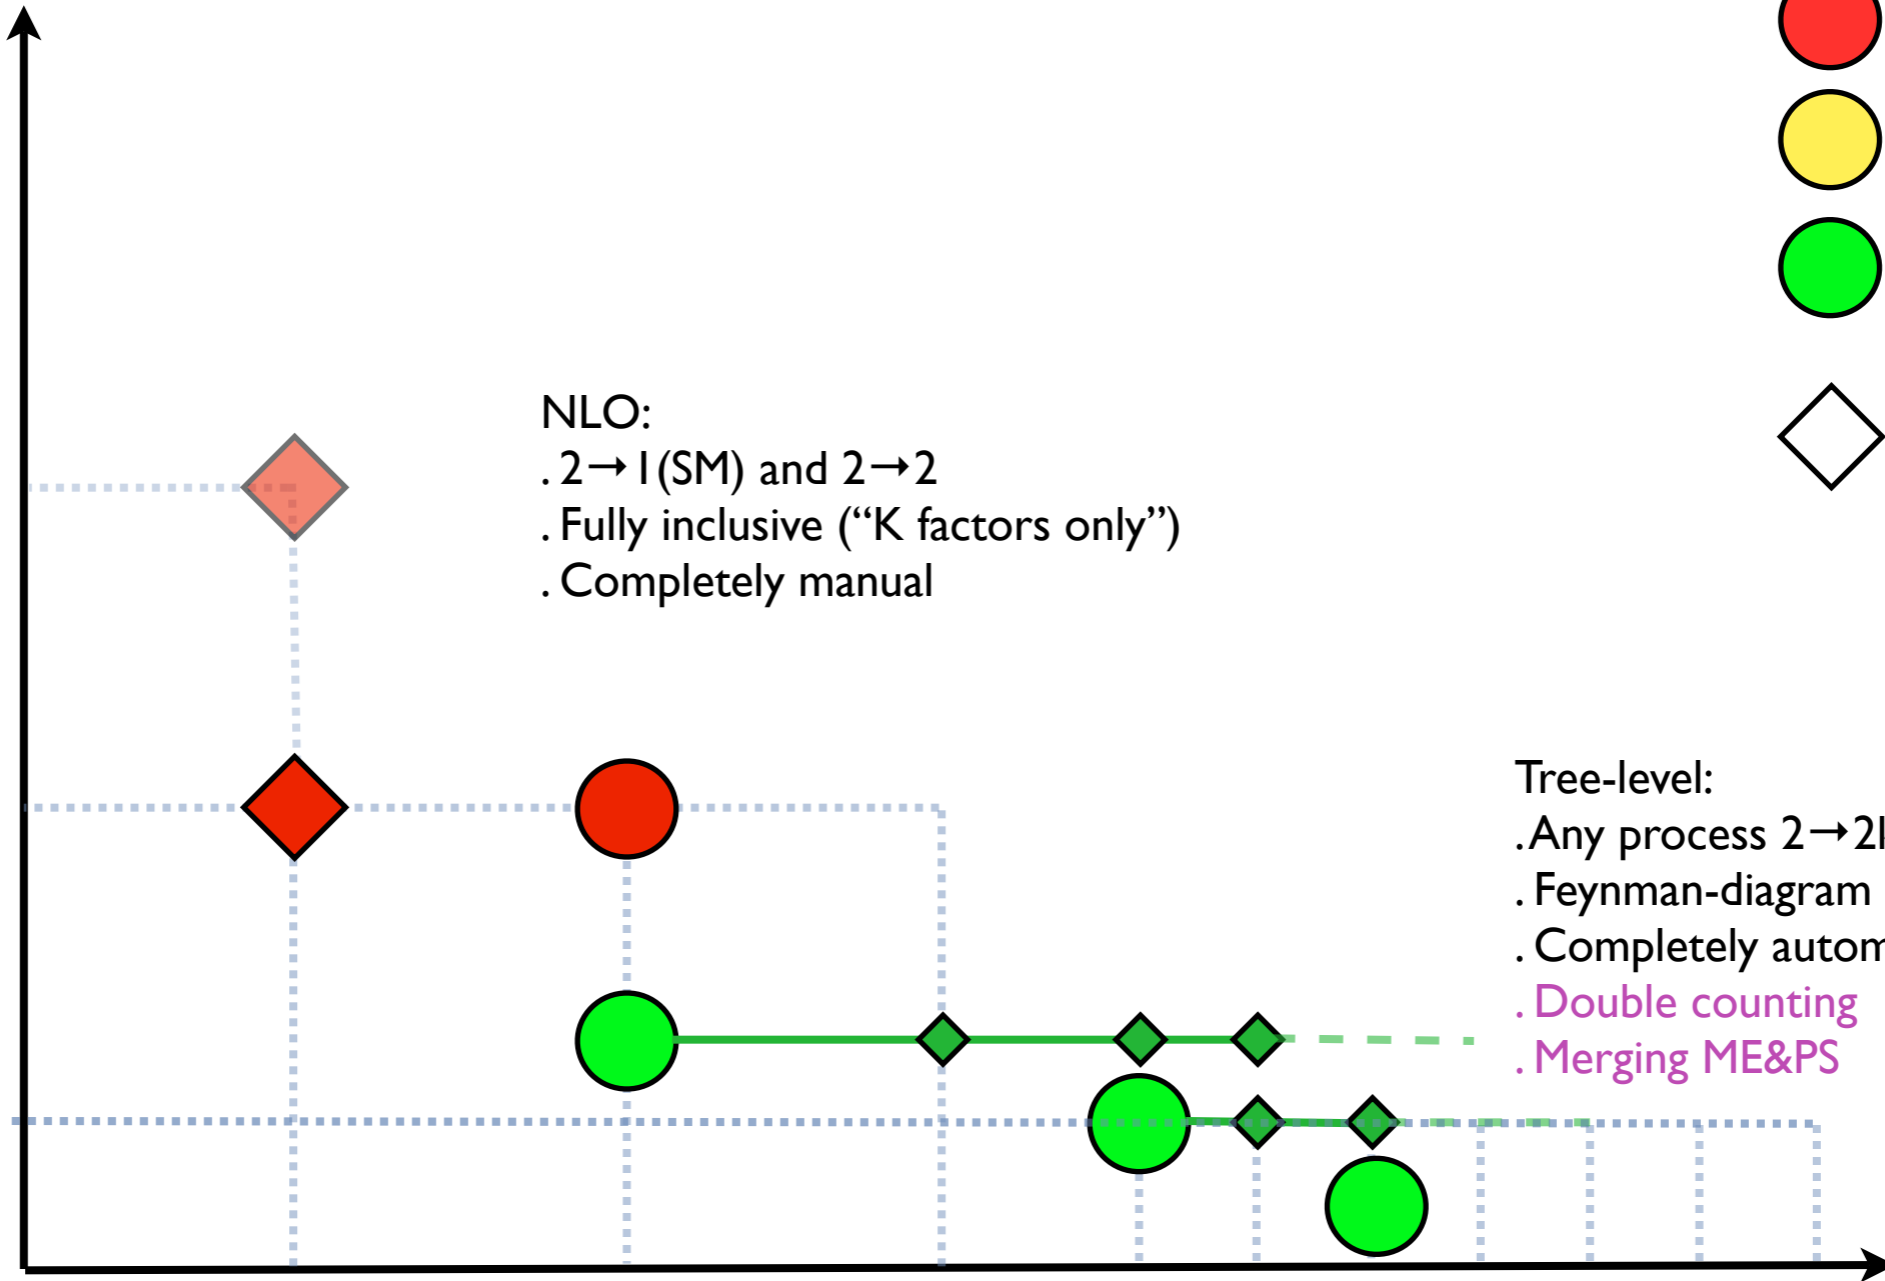 NLO:
. 2→1(SM) and 2→2
. Fully inclusive (“K factors only”)
. Completely manual
Tree-level:
. Any process 2→2
. Feynman-diagram
. Completely autom
. Double counting
. Merging ME&PS